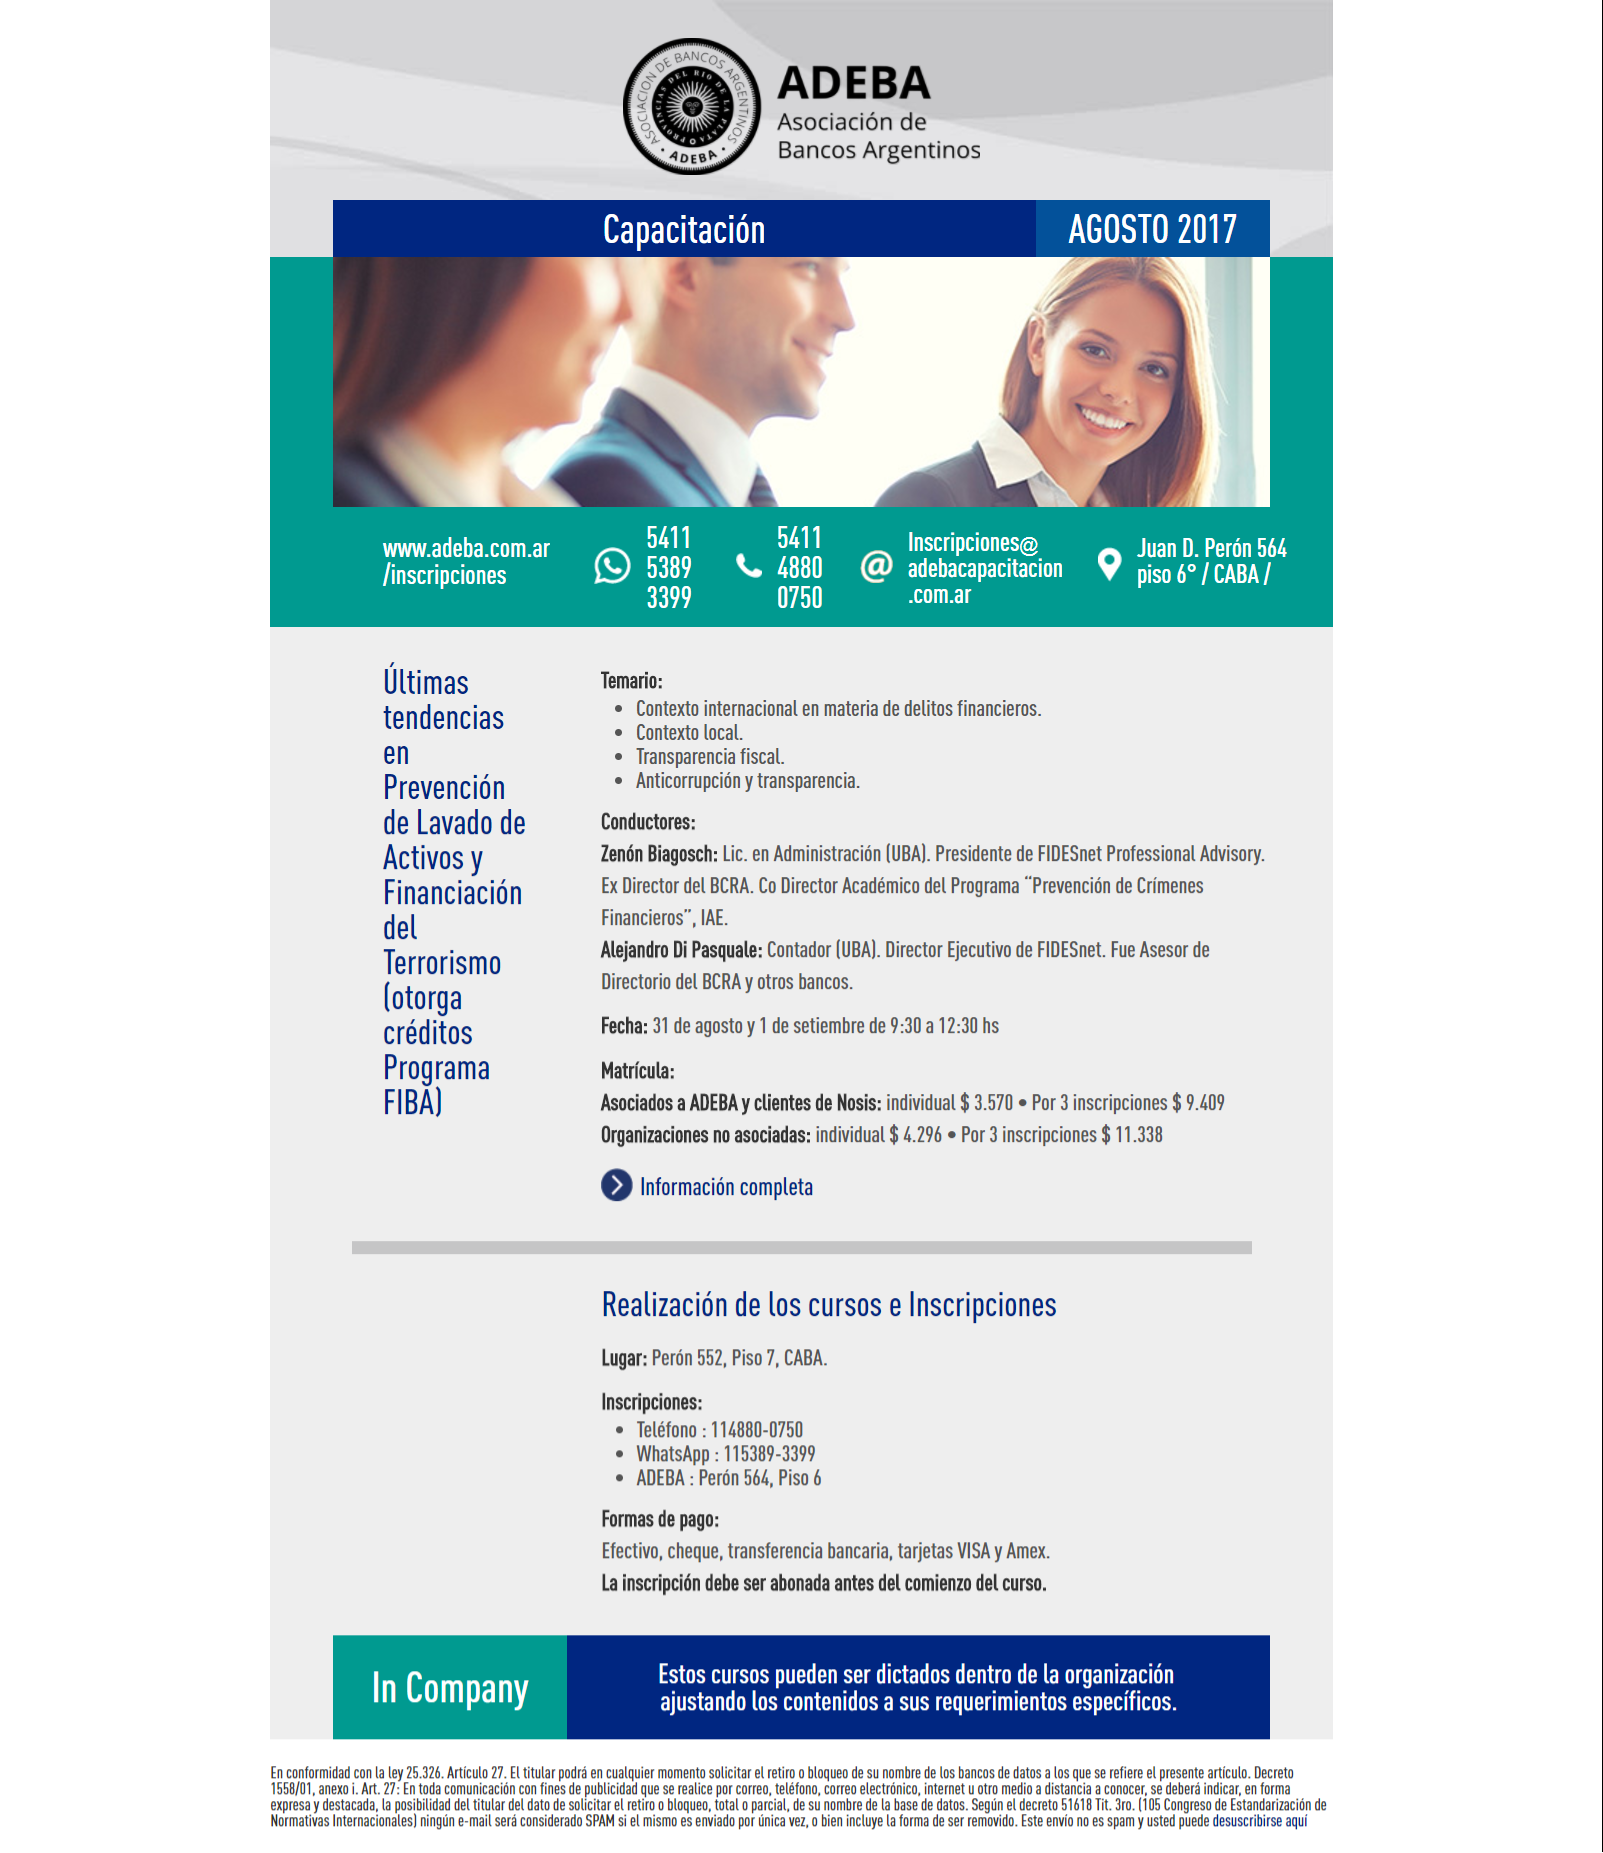 ASOCIACION DE BANCOS ARGENTINOS
PROVINCIAS DEL RIO DE LA PLATA
• ADEBA •
ADEBA
Asociación de
Bancos Argentinos
Capacitación
AGOSTO 2017
www.adeba.com.ar
/inscripciones
5411
5389
3399
5411
4880
0750
@
Inscripciones@
adebacapacitacion
.com.ar
Juan D. Perón 564
piso 6° / CABA /
Últimas
tendencias
en
Prevención
de Lavado de
Activos y
Financiación
del
Terrorismo
(otorga
créditos
Programa
FIBA)
Temario:
• Contexto internacional en materia de delitos financieros.
• Contexto local.
• Transparencia fiscal.
• Anticorrupción y transparencia.
Conductores:
Zenón Biagosch: Lic. en Administración (UBA). Presidente de FIDESnet Professional Advisory.
Ex Director del BCRA. Co Director Académico del Programa “Prevención de Crímenes
Financieros”, IAE.
Alejandro Di Pasquale: Contador (UBA). Director Ejecutivo de FIDESnet. Fue Asesor de
Directorio del BCRA y otros bancos.
Fecha: 31 de agosto y 1 de setiembre de 9:30 a 12:30 hs
Matrícula:
Asociados a ADEBA y clientes de Nosis: individual $ 3.570 • Por 3 inscripciones $ 9.409
Organizaciones no asociadas: individual $ 4.296 • Por 3 inscripciones $ 11.338
Información completa
Realización de los cursos e Inscripciones
Lugar: Perón 552, Piso 7, CABA.
Inscripciones:
• Teléfono : 114880-0750
• WhatsApp : 115389-3399
• ADEBA : Perón 564, Piso 6
Formas de pago:
Efectivo, cheque, transferencia bancaria, tarjetas VISA y Amex.
La inscripción debe ser abonada antes del comienzo del curso.
In Company
Estos cursos pueden ser dictados dentro de la organización
ajustando los contenidos a sus requerimientos específicos.
En conformidad con la ley 25.326. Artículo 27. El titular podrá en cualquier momento solicitar el retiro o bloqueo de su nombre de los bancos de datos a los que se refiere el presente artículo. Decreto
1558/01, anexo i. Art. 27: En toda comunicación con fines de publicidad que se realice por correo, teléfono, correo electrónico, internet u otro medio a distancia a conocer, se deberá indicar, en forma
expresa y destacada, la posibilidad del titular del dato de solicitar el retiro o bloqueo, total o parcial, de su nombre de la base de datos. Según el decreto 51618 Tit. 3ro. (105 Congreso de Estandarización de
Normativas Internacionales) ningún e-mail será considerado SPAM si el mismo es enviado por única vez, o bien incluye la forma de ser removido. Este envío no es spam y usted puede desuscribirse aquí